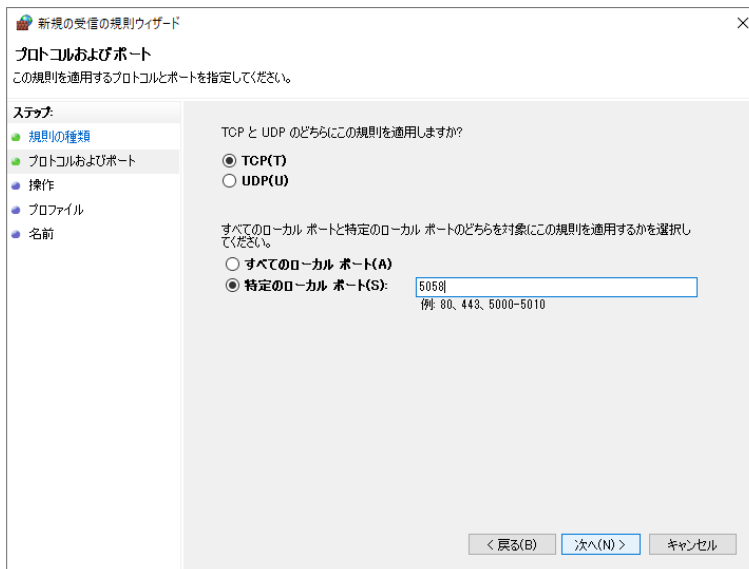 新規の受信の規則ウィザード
プロトコルおよびポート
この規則を適用するプロトコルとポートを指定してください。
ステップ:
規則の種類
プロトコルおよびポート
操作
プロファイル
名前
TCP と UDP のどちらにこの規則を適用しますか?
TCP(T)
UDP(U)
すべてのローカル ポートと特定のローカル ポートのどちらを対象にこの規則を適用するかを選択し
てください。
すべてのローカル ポート(A)
特定のローカル ポート(S): 5058
例: 80、443、5000-5010
< 戻る(B) 次へ(N) > キャンセル